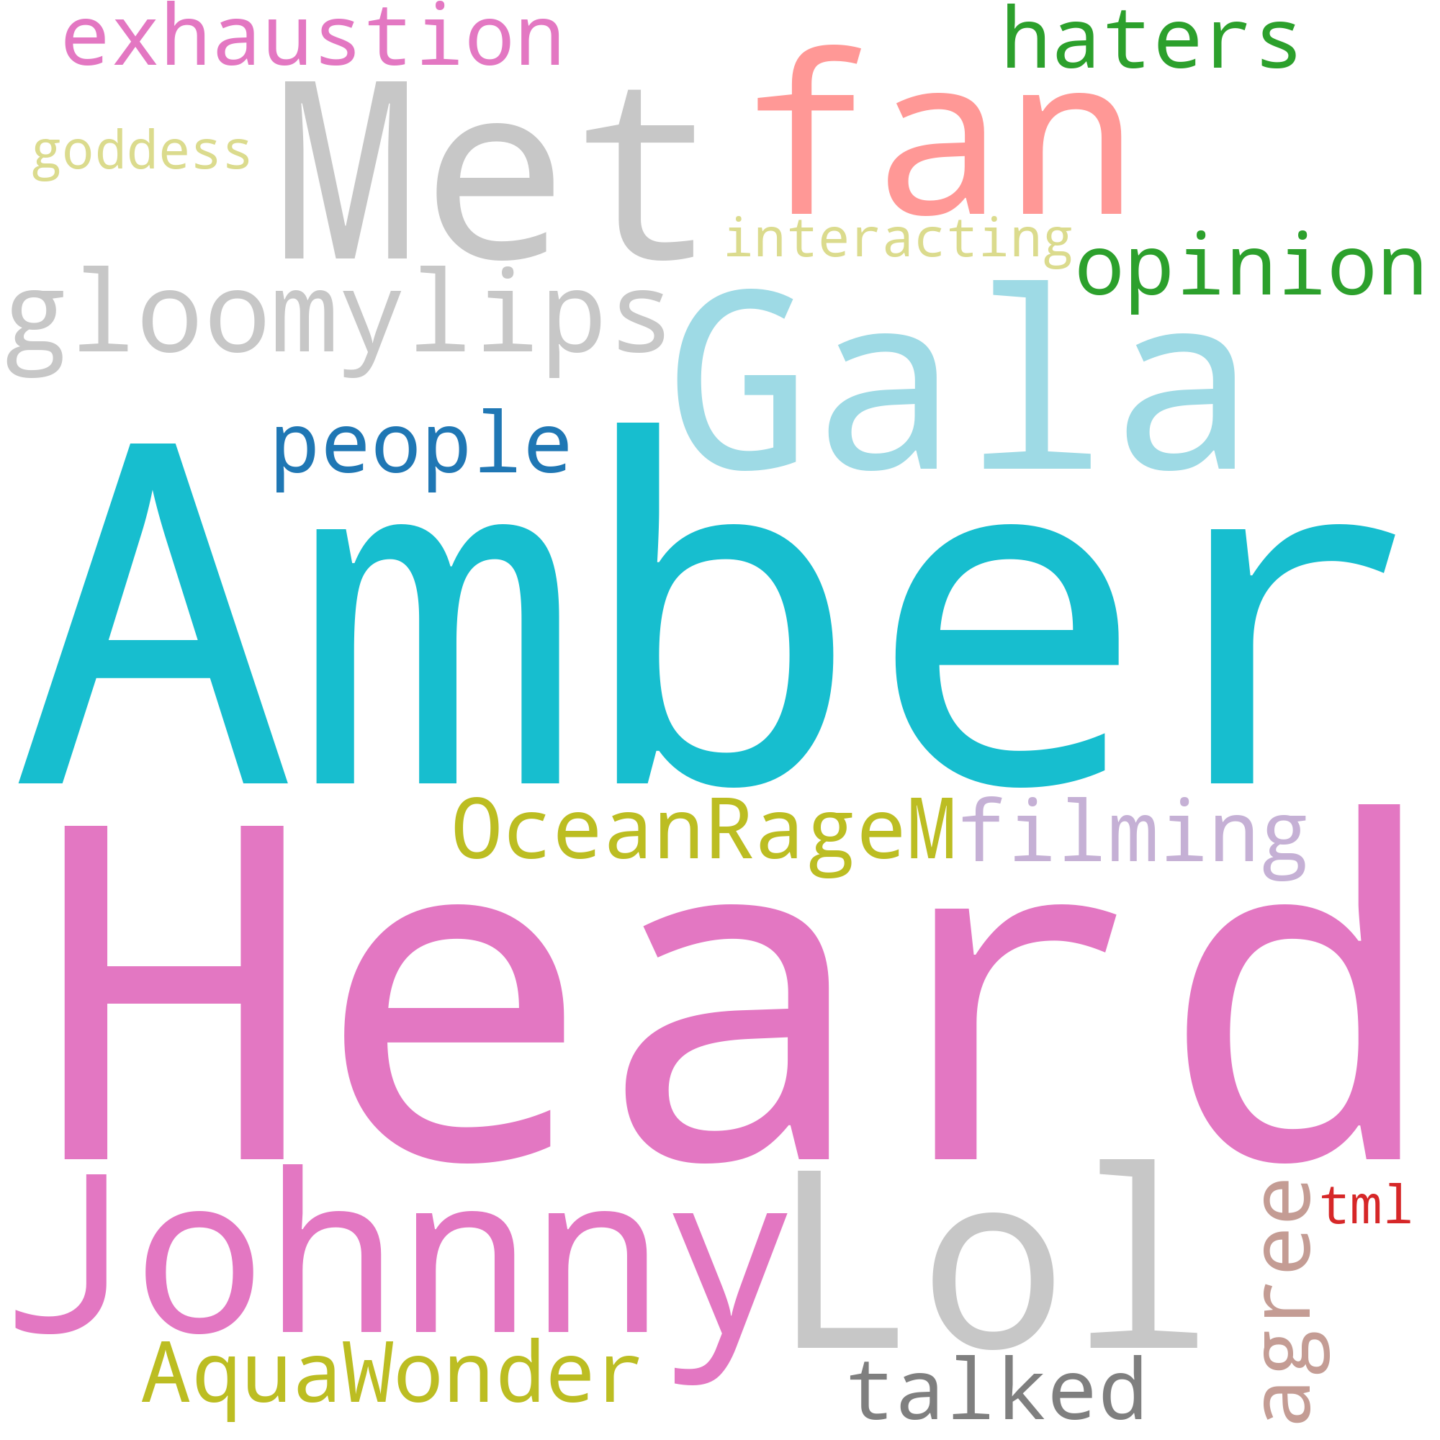 exhaustion
haters
goddess
Met
fan
interacting
opinion
gloomylips
Gala
people
Amber
OceanRageM
filming
Heard
Johnny
Lol
agree
tml
AquaWonder
talked